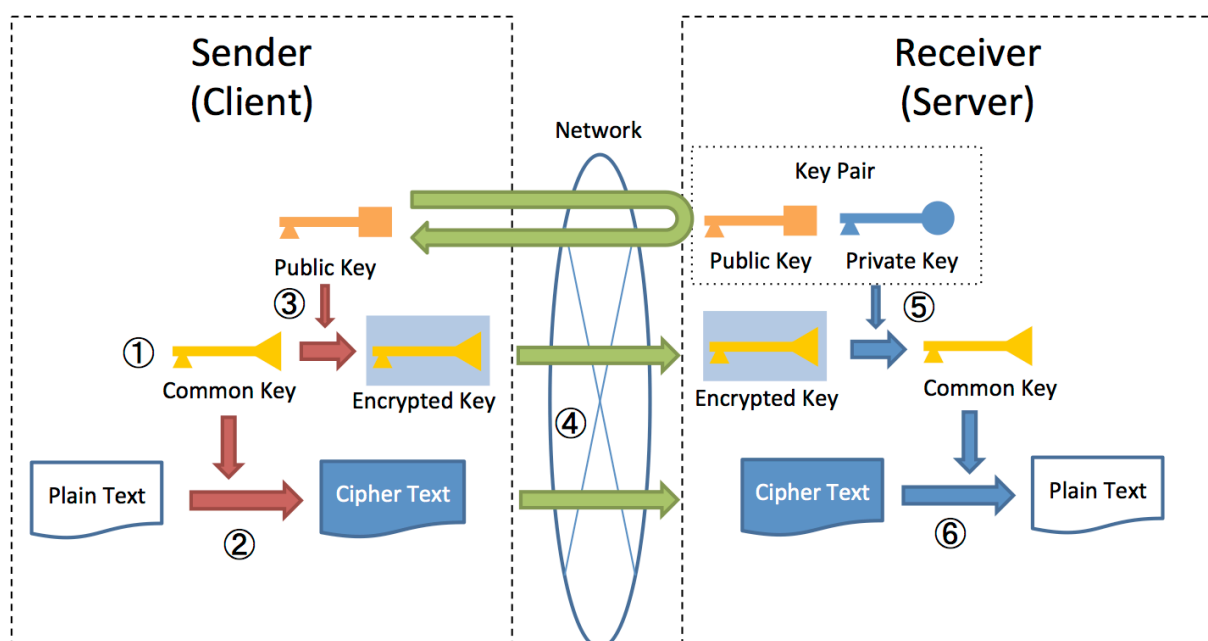 Sender
(Client)
Receiver
(Server)
Network
Key Pair
Public Key
Public Key
Private Key
③
⑤
①
Common Key
Encrypted Key
Encrypted Key
Common Key
④
Plain Text
Cipher Text
Cipher Text
Plain Text
②
⑥